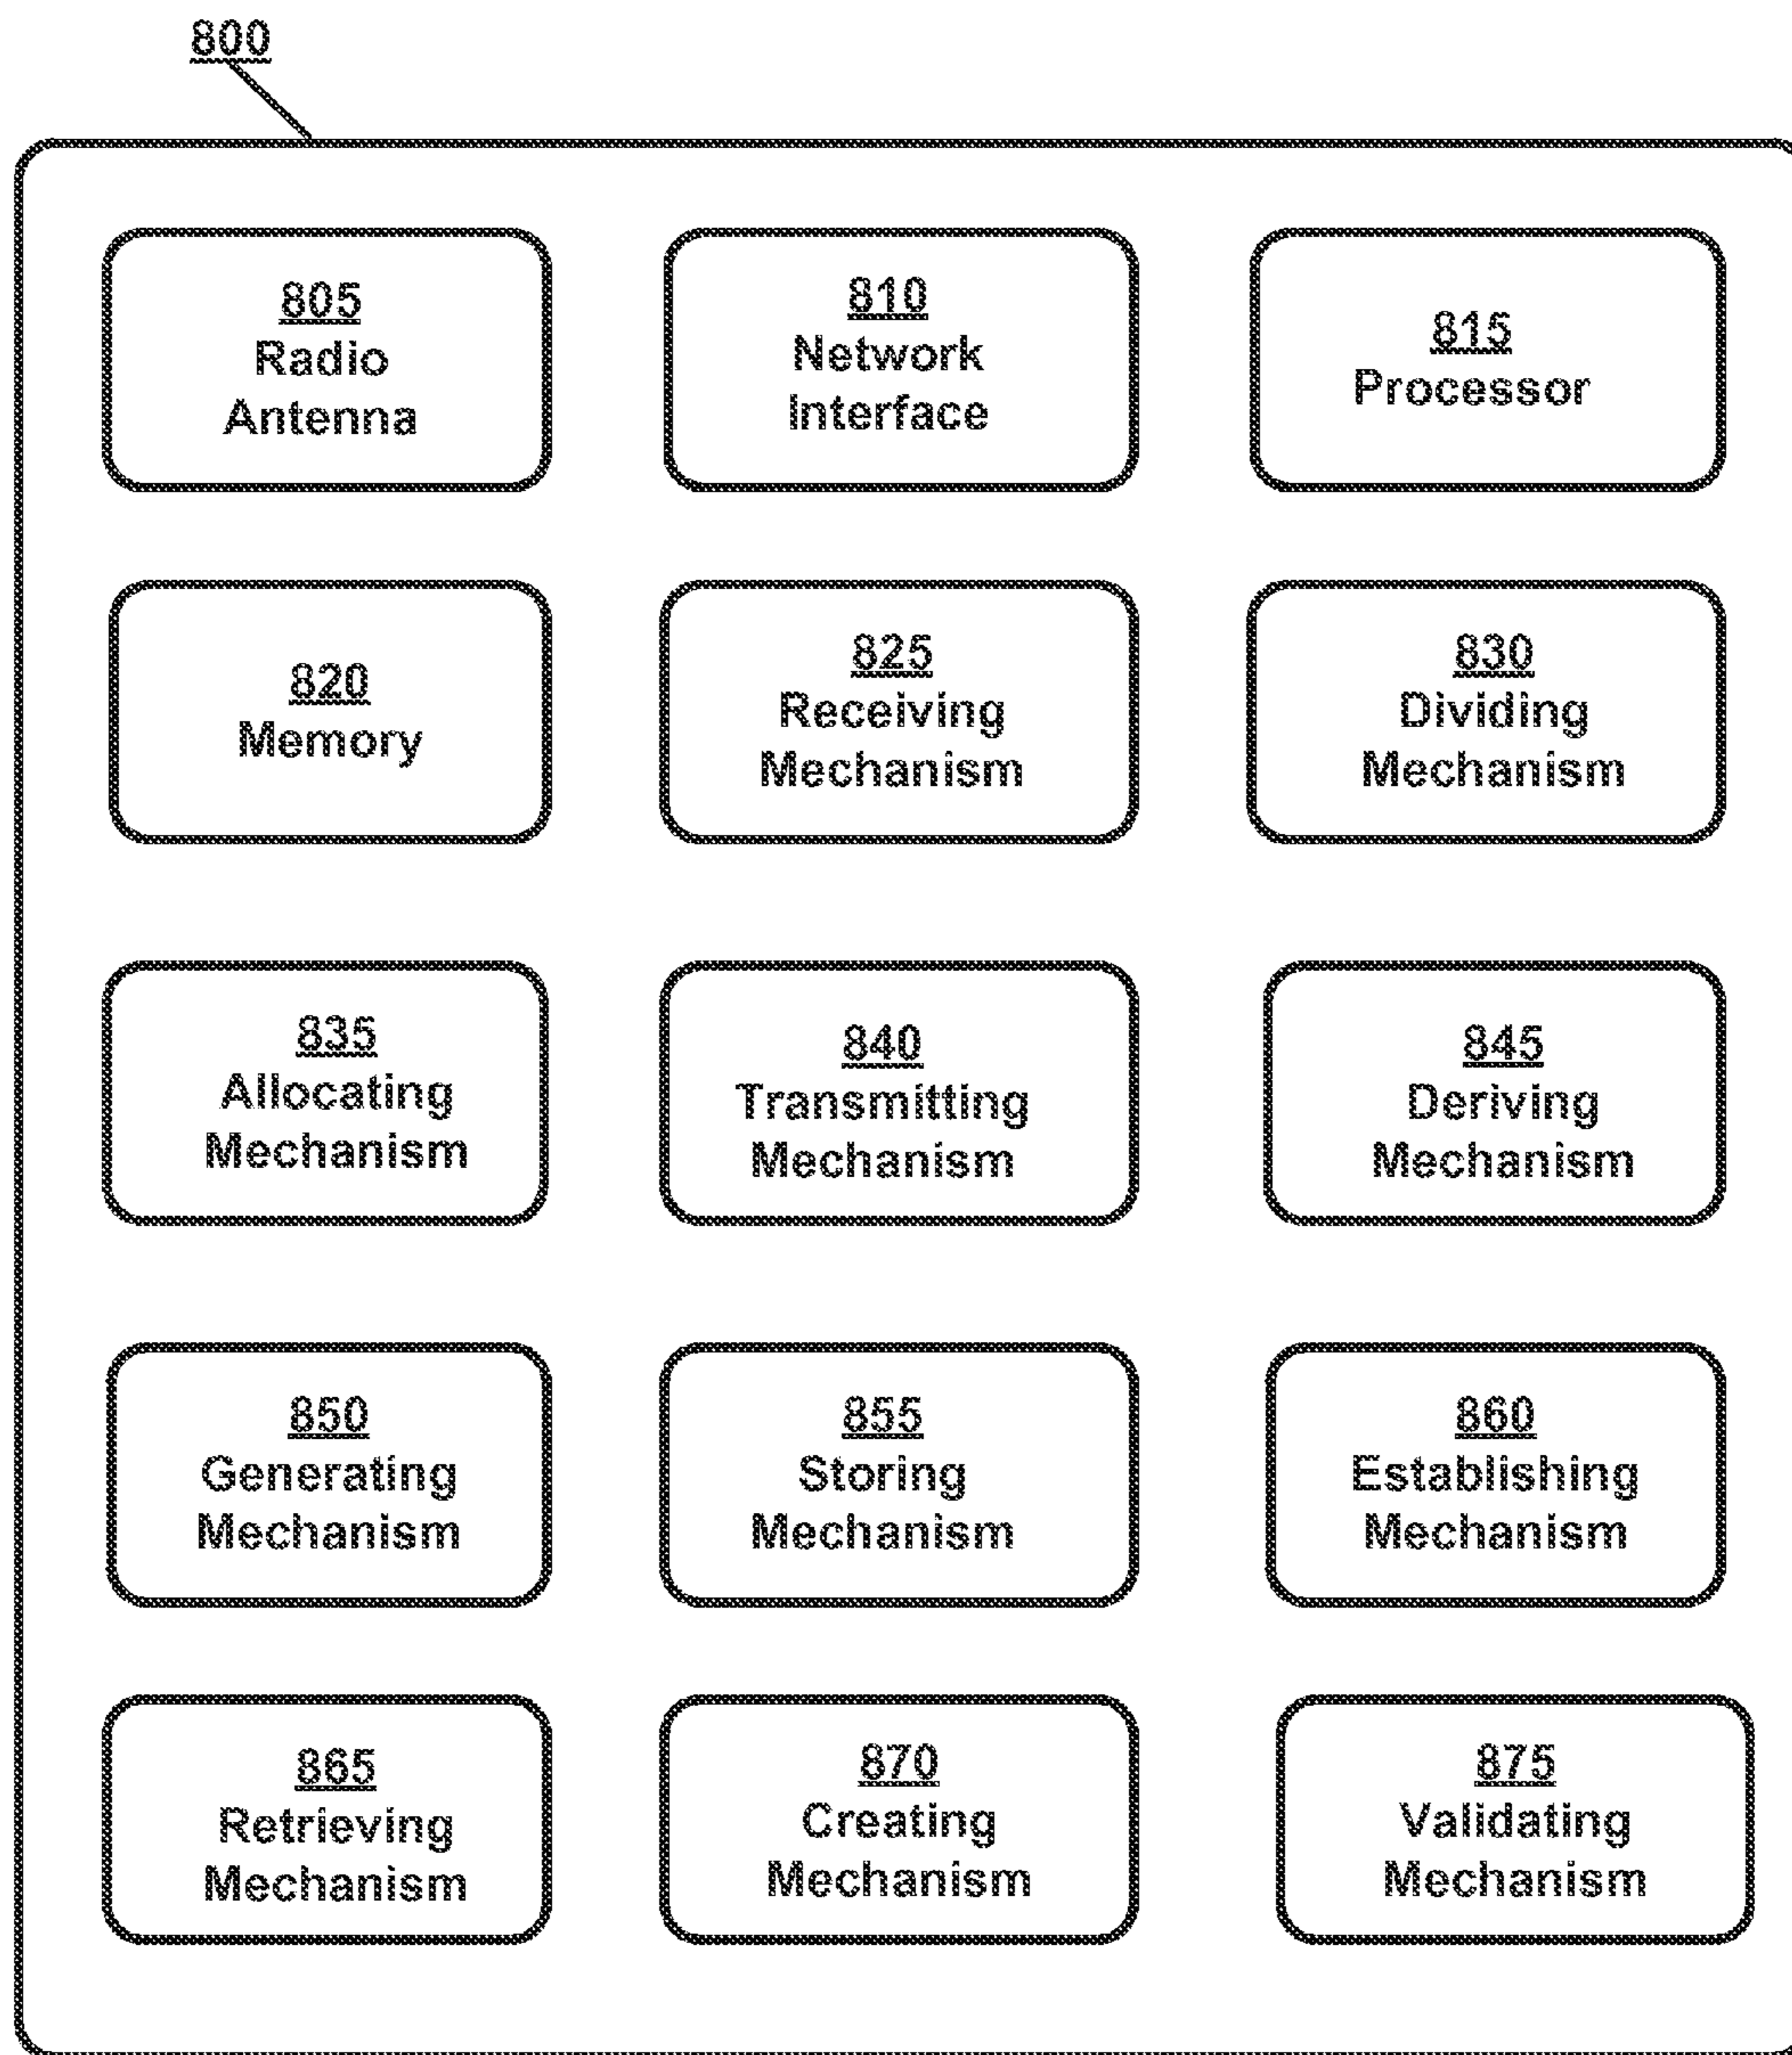 800
805
Radio
Antenna
810
Network
Interface
815
Processor
820
Memory
825
Receiving
Mechanism
830
Dividing
Mechanism
835
Allocating
Mechanism
840
Transmitting
Mechanism
845
Deriving
Mechanism
850
Generating
Mechanism
855
Storing
Mechanism
860
Establishing
Mechanism
865
Retrieving
Mechanism
870
Creating
Mechanism
875
Validating
Mechanism